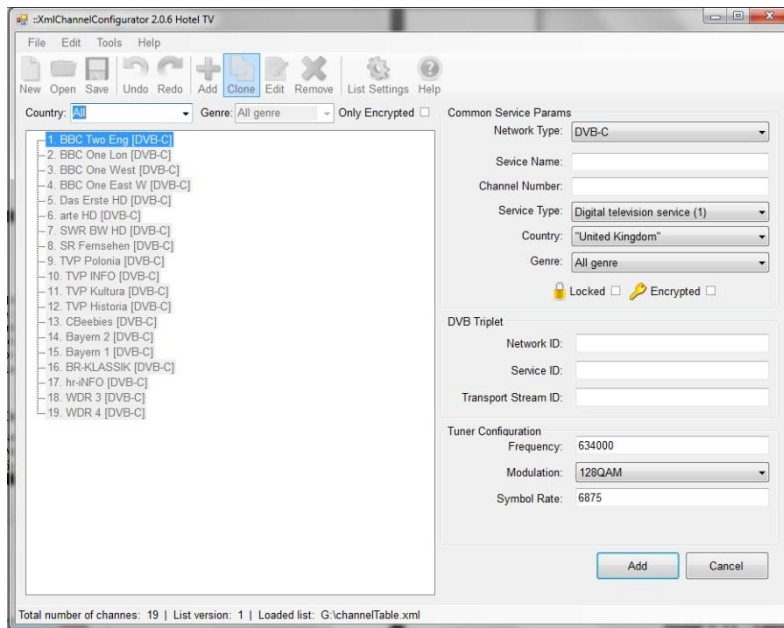 ::XmlChannelConfigurator 2.0.6 Hotel TV
File Edit Tools Help
New Open Save Undo Redo Add Clone Edit Remove List Settings Help
Country: All Genre: All genre Only Encrypted
1. BBC Two Eng [DVB-C]
2. BBC One Lon [DVB-C]
3. BBC One West [DVB-C]
4. BBC One East W [DVB-C]
5. Das Erste HD [DVB-C]
6. arte HD [DVB-C]
7. SWR BW HD [DVB-C]
8. SR Fernsehen [DVB-C]
9. TVP Polonia [DVB-C]
10. TVP INFO [DVB-C]
11. TVP Kultura [DVB-C]
12. TVP Historia [DVB-C]
13. CBeebies [DVB-C]
14. Bayern 2 [DVB-C]
15. Bayern 1 [DVB-C]
16. BR-KLASSIK [DVB-C]
17. hr-iNFO [DVB-C]
18. WDR 3 [DVB-C]
19. WDR 4 [DVB-C]
Common Service Params
Network Type: DVB-C
Sevice Name:
Channel Number:
Service Type: Digital television service (1)
Country: "United Kingdom"
Genre: All genre
Locked Encrypted
DVB Triplet
Network ID:
Service ID:
Transport Stream ID:
Tuner Configuration
Frequency: 634000
Modulation: 128QAM
Symbol Rate: 6875
Add Cancel
Total number of channes: 19 | List version: 1 | Loaded list: G:\channelTable.xml